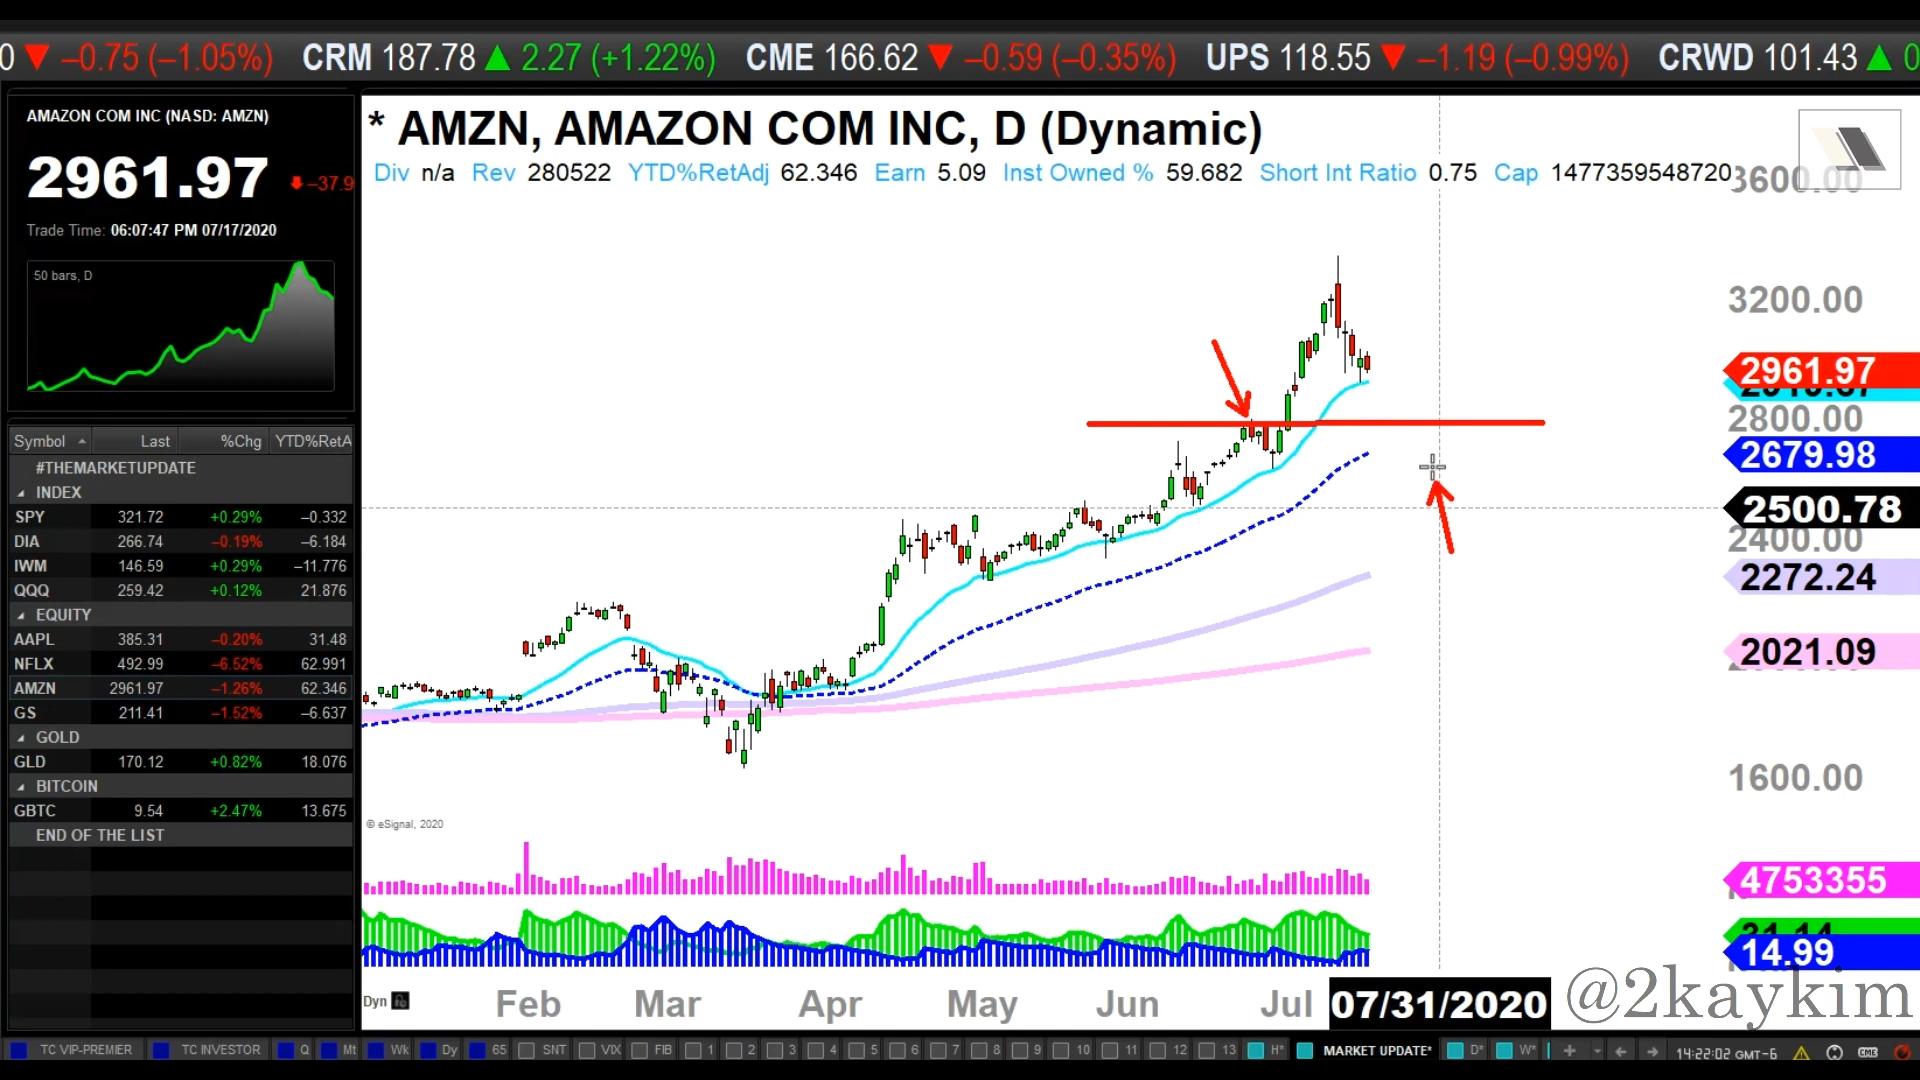 0 ▼ –0.75 (–1.05%) CRM 187.78 ▲ 2.27 (+1.22%) CME 166.62 ▼ –0.59 (–0.35%) UPS 118.55 ▼ –1.19 (–0.99%) CRWD 101.43 ▲ 0
AMAZON COM INC (NASD: AMZN)
2961.97 –37.9
Trade Time: 06:07:47 PM 07/17/2020
50 bars, D
Symbol Last %Chg YTD%RetA
#THEMARKETUPDATE
INDEX
SPY 321.72 +0.29% –0.332
DIA 266.74 –0.19% –6.184
IWM 146.59 +0.29% –11.776
QQQ 259.42 +0.12% 21.876
EQUITY
AAPL 385.31 –0.20% 31.48
NFLX 492.99 –6.52% 62.991
AMZN 2961.97 –1.26% 62.346
GS 211.41 –1.52% –6.637
GOLD
GLD 170.12 +0.82% 18.076
BITCOIN
GBTC 9.54 +2.47% 13.675
END OF THE LIST
* AMZN, AMAZON COM INC, D (Dynamic)
Div n/a Rev 280522 YTD%RetAdj 62.346 Earn 5.09 Inst Owned % 59.682 Short Int Ratio 0.75 Cap 1477359548720
3600.00
3200.00
2961.97
2800.00
2679.98
2500.78
2400.00
2272.24
2021.09
1600.00
© eSignal, 2020
4753355
31.14
14.99
Dyn Feb Mar Apr May Jun Jul 07/31/2020
@2kaykim
TC VIP-PREMIER TC INVESTOR Q Mt Wk Dy 65 SNT VIX FIB 1 2 3 4 5 6 7 8 9 10 11 12 13 H* MARKET UPDATE* D* W* 14:22:02 GMT-6 CME